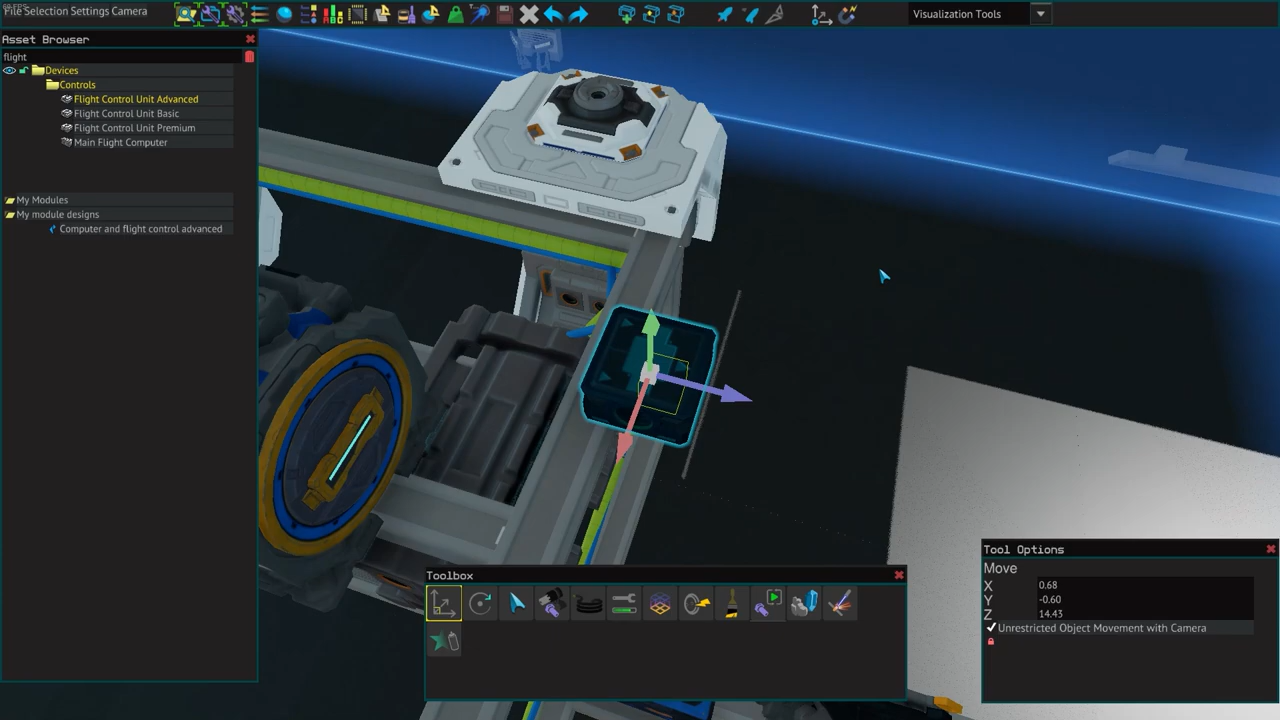 File Selection Settings Camera
Visualization Tools
Asset Browser
flight
Devices
Controls
Flight Control Unit Advanced
Flight Control Unit Basic
Flight Control Unit Premium
Main Flight Computer
My Modules
My module designs
Computer and flight control advanced
Toolbox
Tool Options
Move
X 0.68
Y -0.60
Z 14.43
Unrestricted Object Movement with Camera